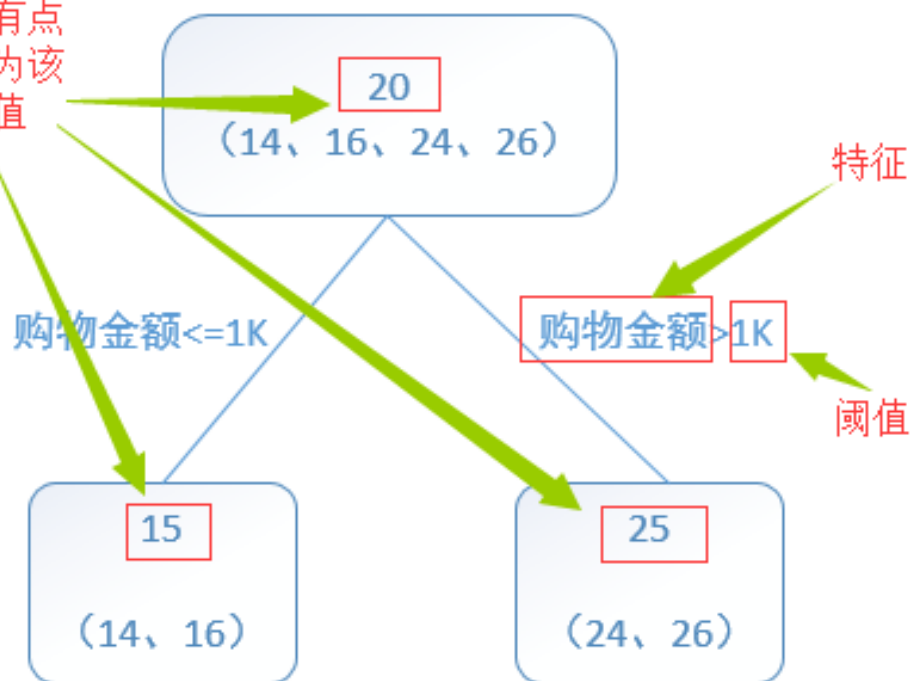 有点
为该
值
20
（14、16、24、26）
特征
购物金额<=1K
购物金额>1K
阈值
15
25
（14、16）
（24、26）